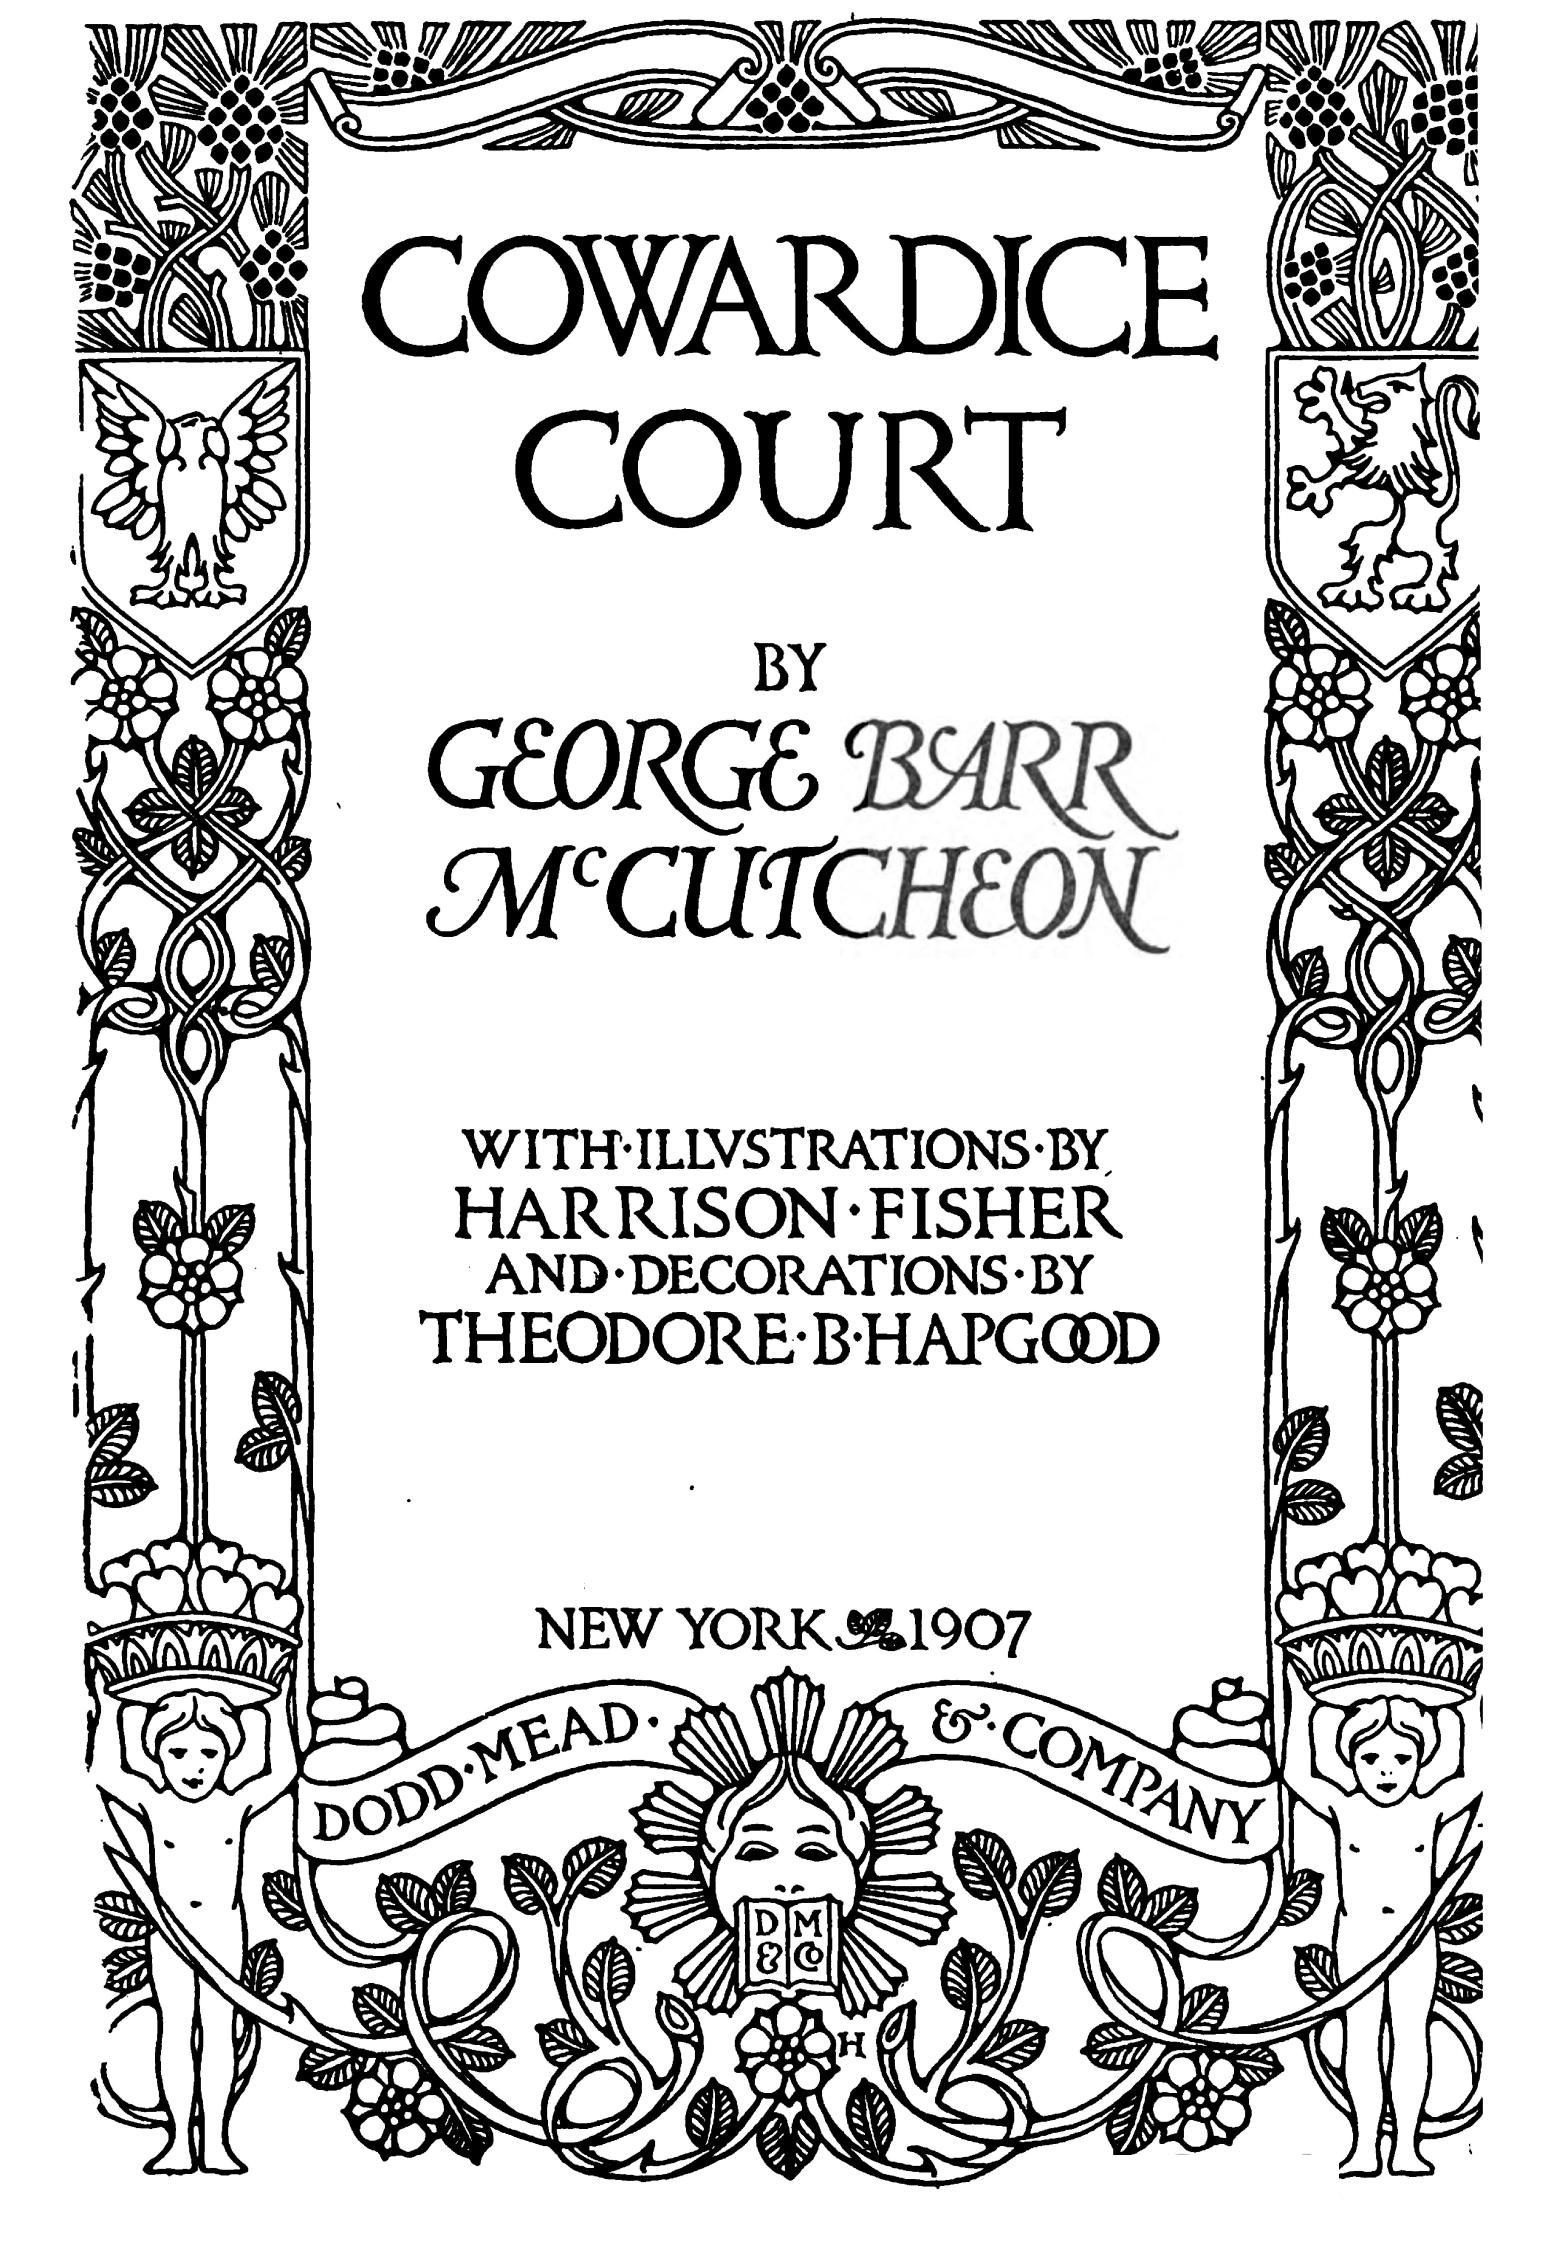 COWARDICE
COURT
BY
GEORGE BARR
McCUTCHEON
WITH·ILLVSTRATIONS·BY
HARRISON·FISHER
AND·DECORATIONS·BY
THEODORE·B·HAPGOOD
NEW YORK 1907
DODD·MEAD· &·COMPANY
D M
& Co
H